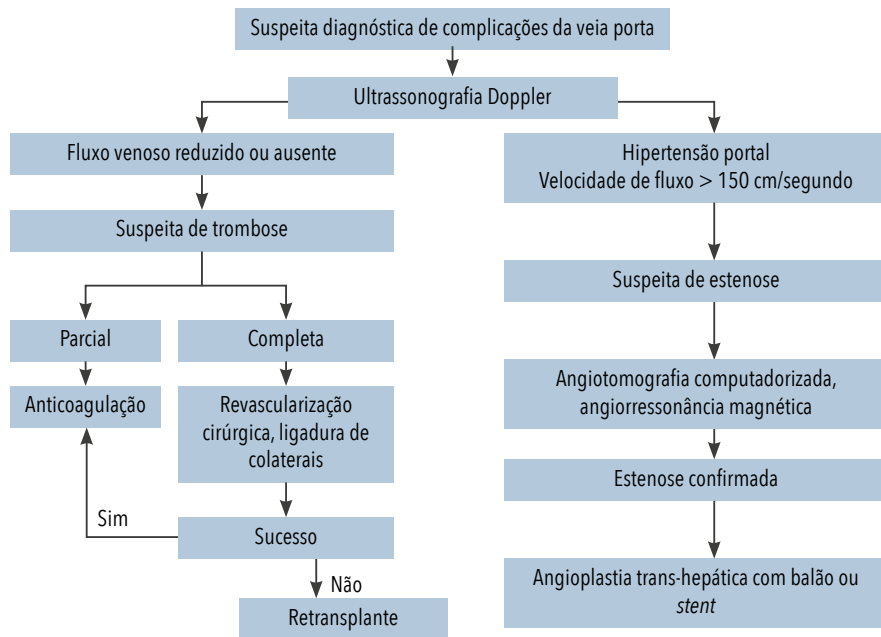 Suspeita diagnóstica de complicações da veia porta
Ultrassonografia Doppler
Fluxo venoso reduzido ou ausente
Suspeita de trombose
Parcial
Completa
Anticoagulação
Revascularização
cirúrgica, ligadura de
colaterais
Sim
Sucesso
Não
Retransplante
Hipertensão portal
Velocidade de fluxo > 150 cm/segundo
Suspeita de estenose
Angiotomografia computadorizada,
angiorressonância magnética
Estenose confirmada
Angioplastia trans-hepática com balão ou
stent